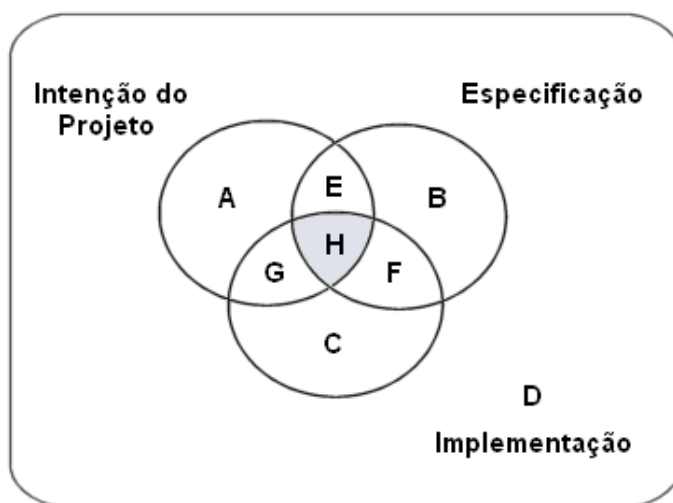 Intenção do
Projeto
Especificação
A
E
B
H
G
F
C
D
Implementação